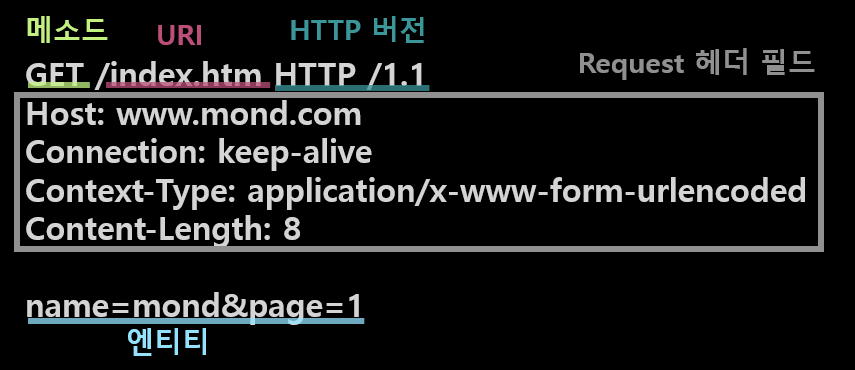 메소드 URI HTTP 버전
GET /index.htm HTTP /1.1
Request 헤더 필드
Host: www.mond.com
Connection: keep-alive
Context-Type: application/x-www-form-urlencoded
Content-Length: 8
name=mond&page=1
엔티티